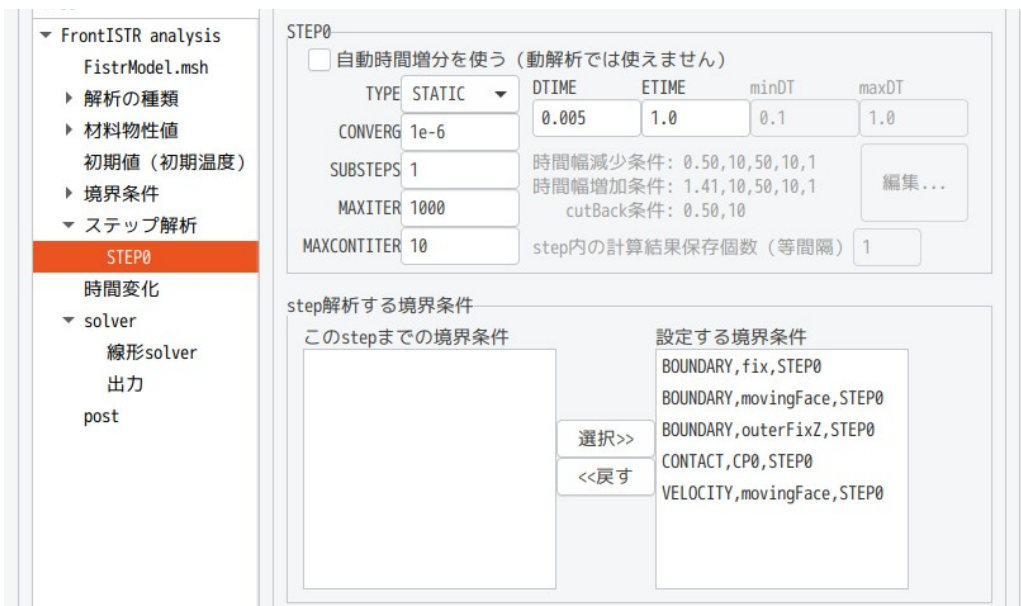 FrontISTR analysis
FistrModel.msh
解析の種類
材料物性値
初期値（初期温度）
境界条件
ステップ解析
STEP0
時間変化
solver
線形solver
出力
post
STEP0
自動時間増分を使う（動解析では使えません）
TYPE STATIC
DTIME ETIME minDT maxDT
0.005 1.0 0.1 1.0
CONVERG 1e-6
SUBSTEPS 1
MAXITER 1000
MAXCONTITER 10
時間幅減少条件: 0.50,10,50,10,1
時間幅増加条件: 1.41,10,50,10,1
cutBack条件: 0.50,10
編集...
step内の計算結果保存個数（等間隔） 1
step解析する境界条件
このstepまでの境界条件
選択>>
<<戻す
設定する境界条件
BOUNDARY,fix,STEP0
BOUNDARY,movingFace,STEP0
BOUNDARY,outerFixZ,STEP0
CONTACT,CP0,STEP0
VELOCITY,movingFace,STEP0